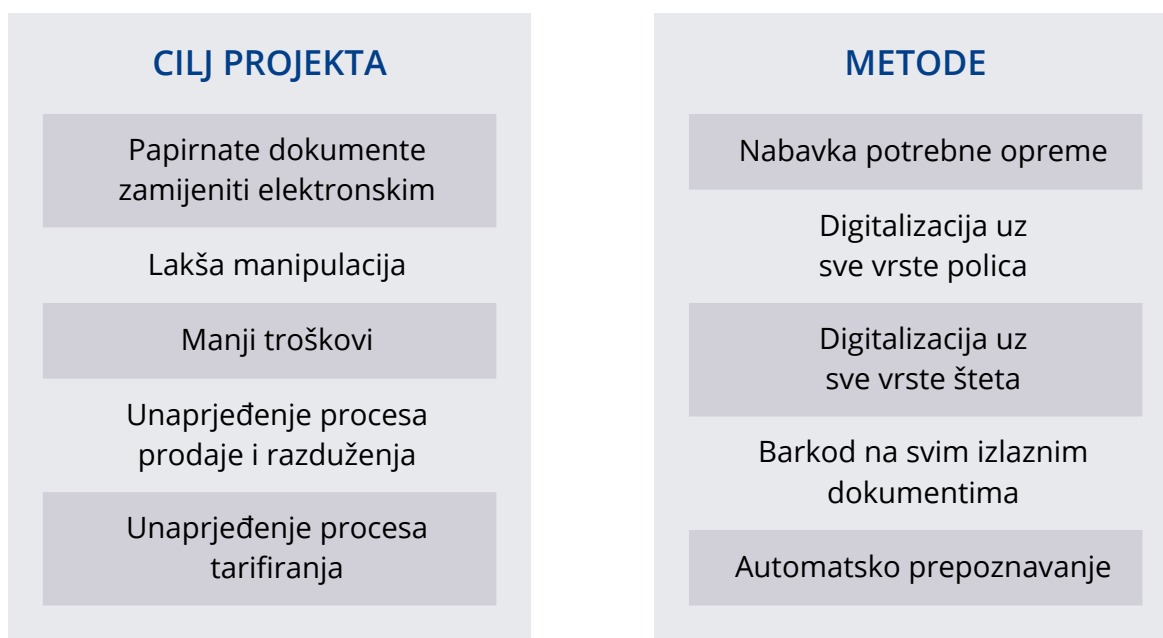 CILJ PROJEKTA
Papirnate dokumente
zamijeniti elektronskim
Lakša manipulacija
Manji troškovi
Unaprjeđenje procesa
prodaje i razduženja
Unaprjeđenje procesa
tarifiranja
METODE
Nabavka potrebne opreme
Digitalizacija uz
sve vrste polica
Digitalizacija uz
sve vrste šteta
Barkod na svim izlaznim
dokumentima
Automatsko prepoznavanje